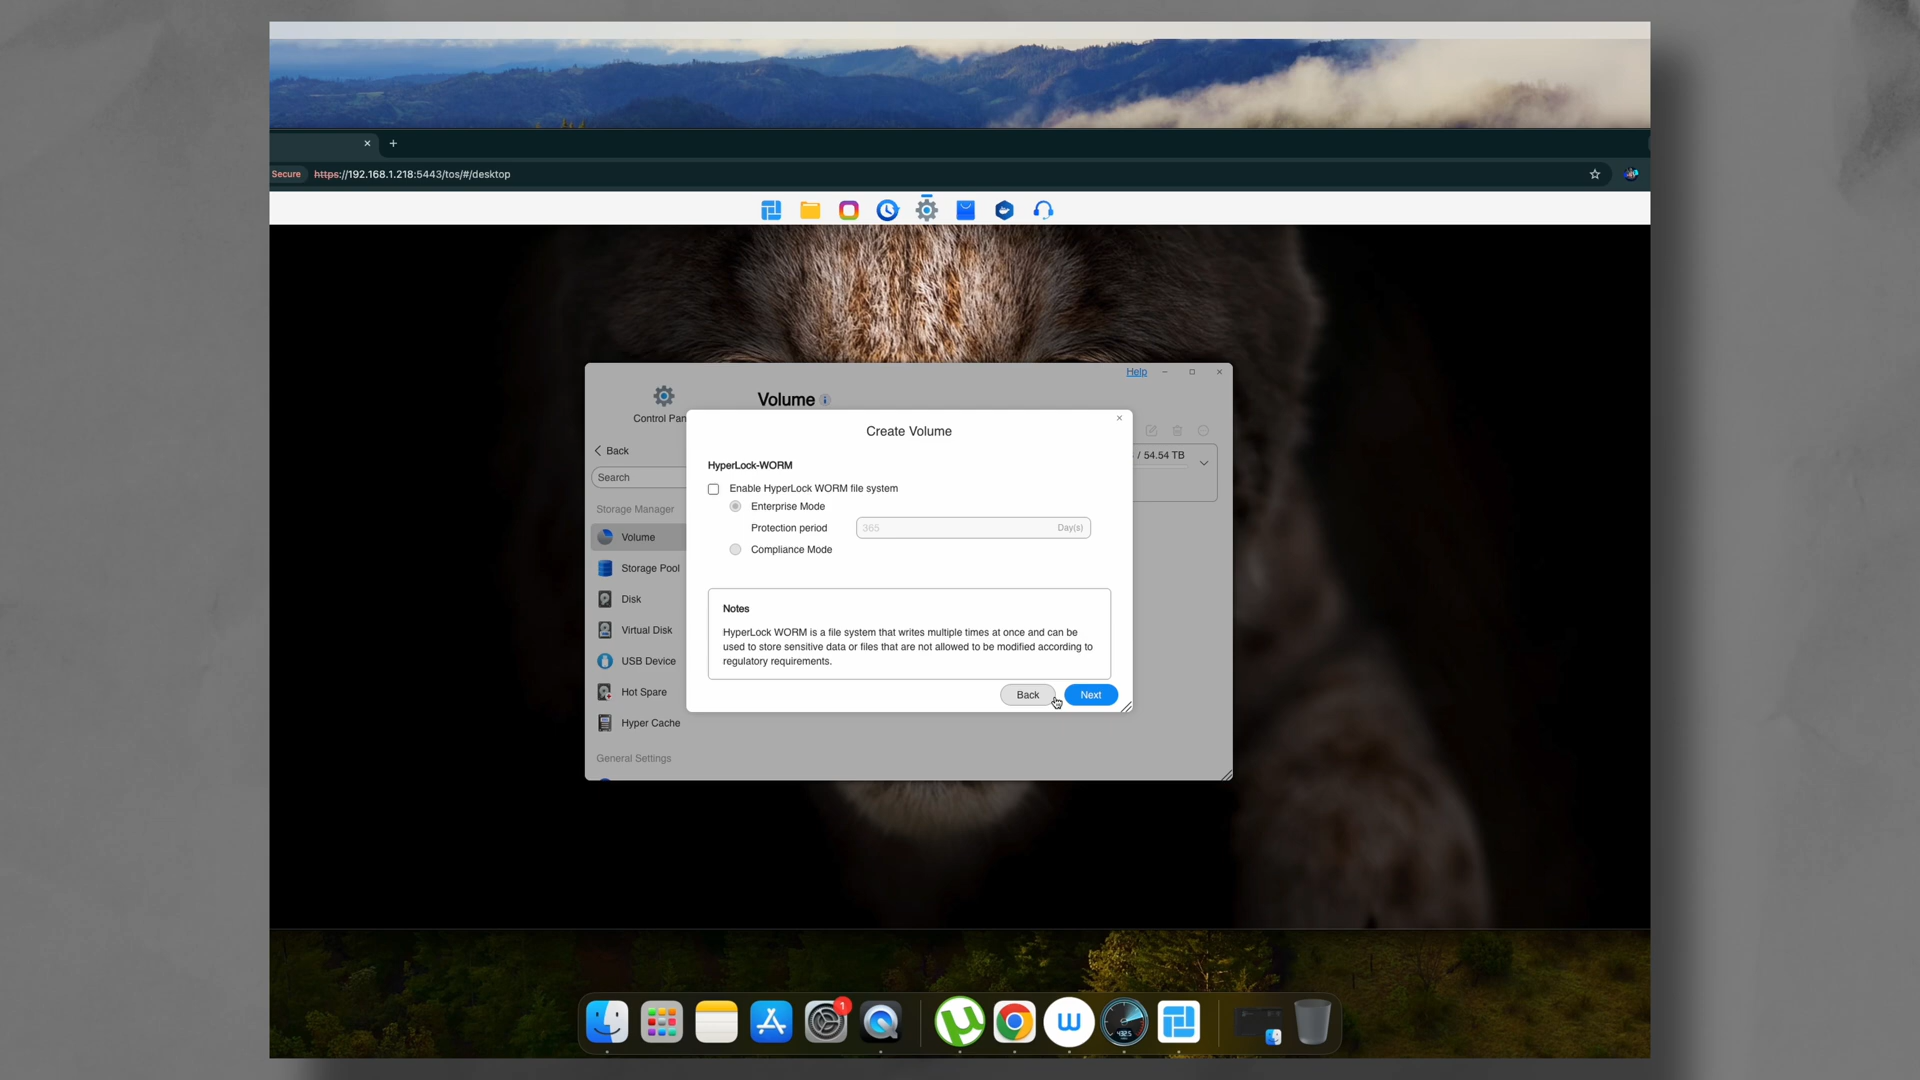 Secure https://192.168.1.218:5443/tos/#/desktop
Help
Control Pan
Volume
Back
Search
Storage Manager
Volume
Storage Pool
Disk
Virtual Disk
USB Device
Hot Spare
Hyper Cache
General Settings
/ 54.54 TB
Create Volume
HyperLock-WORM
Enable HyperLock WORM file system
Enterprise Mode
Protection period 365 Day(s)
Compliance Mode
Notes
HyperLock WORM is a file system that writes multiple times at once and can be
used to store sensitive data or files that are not allowed to be modified according to
regulatory requirements.
Back Next
1